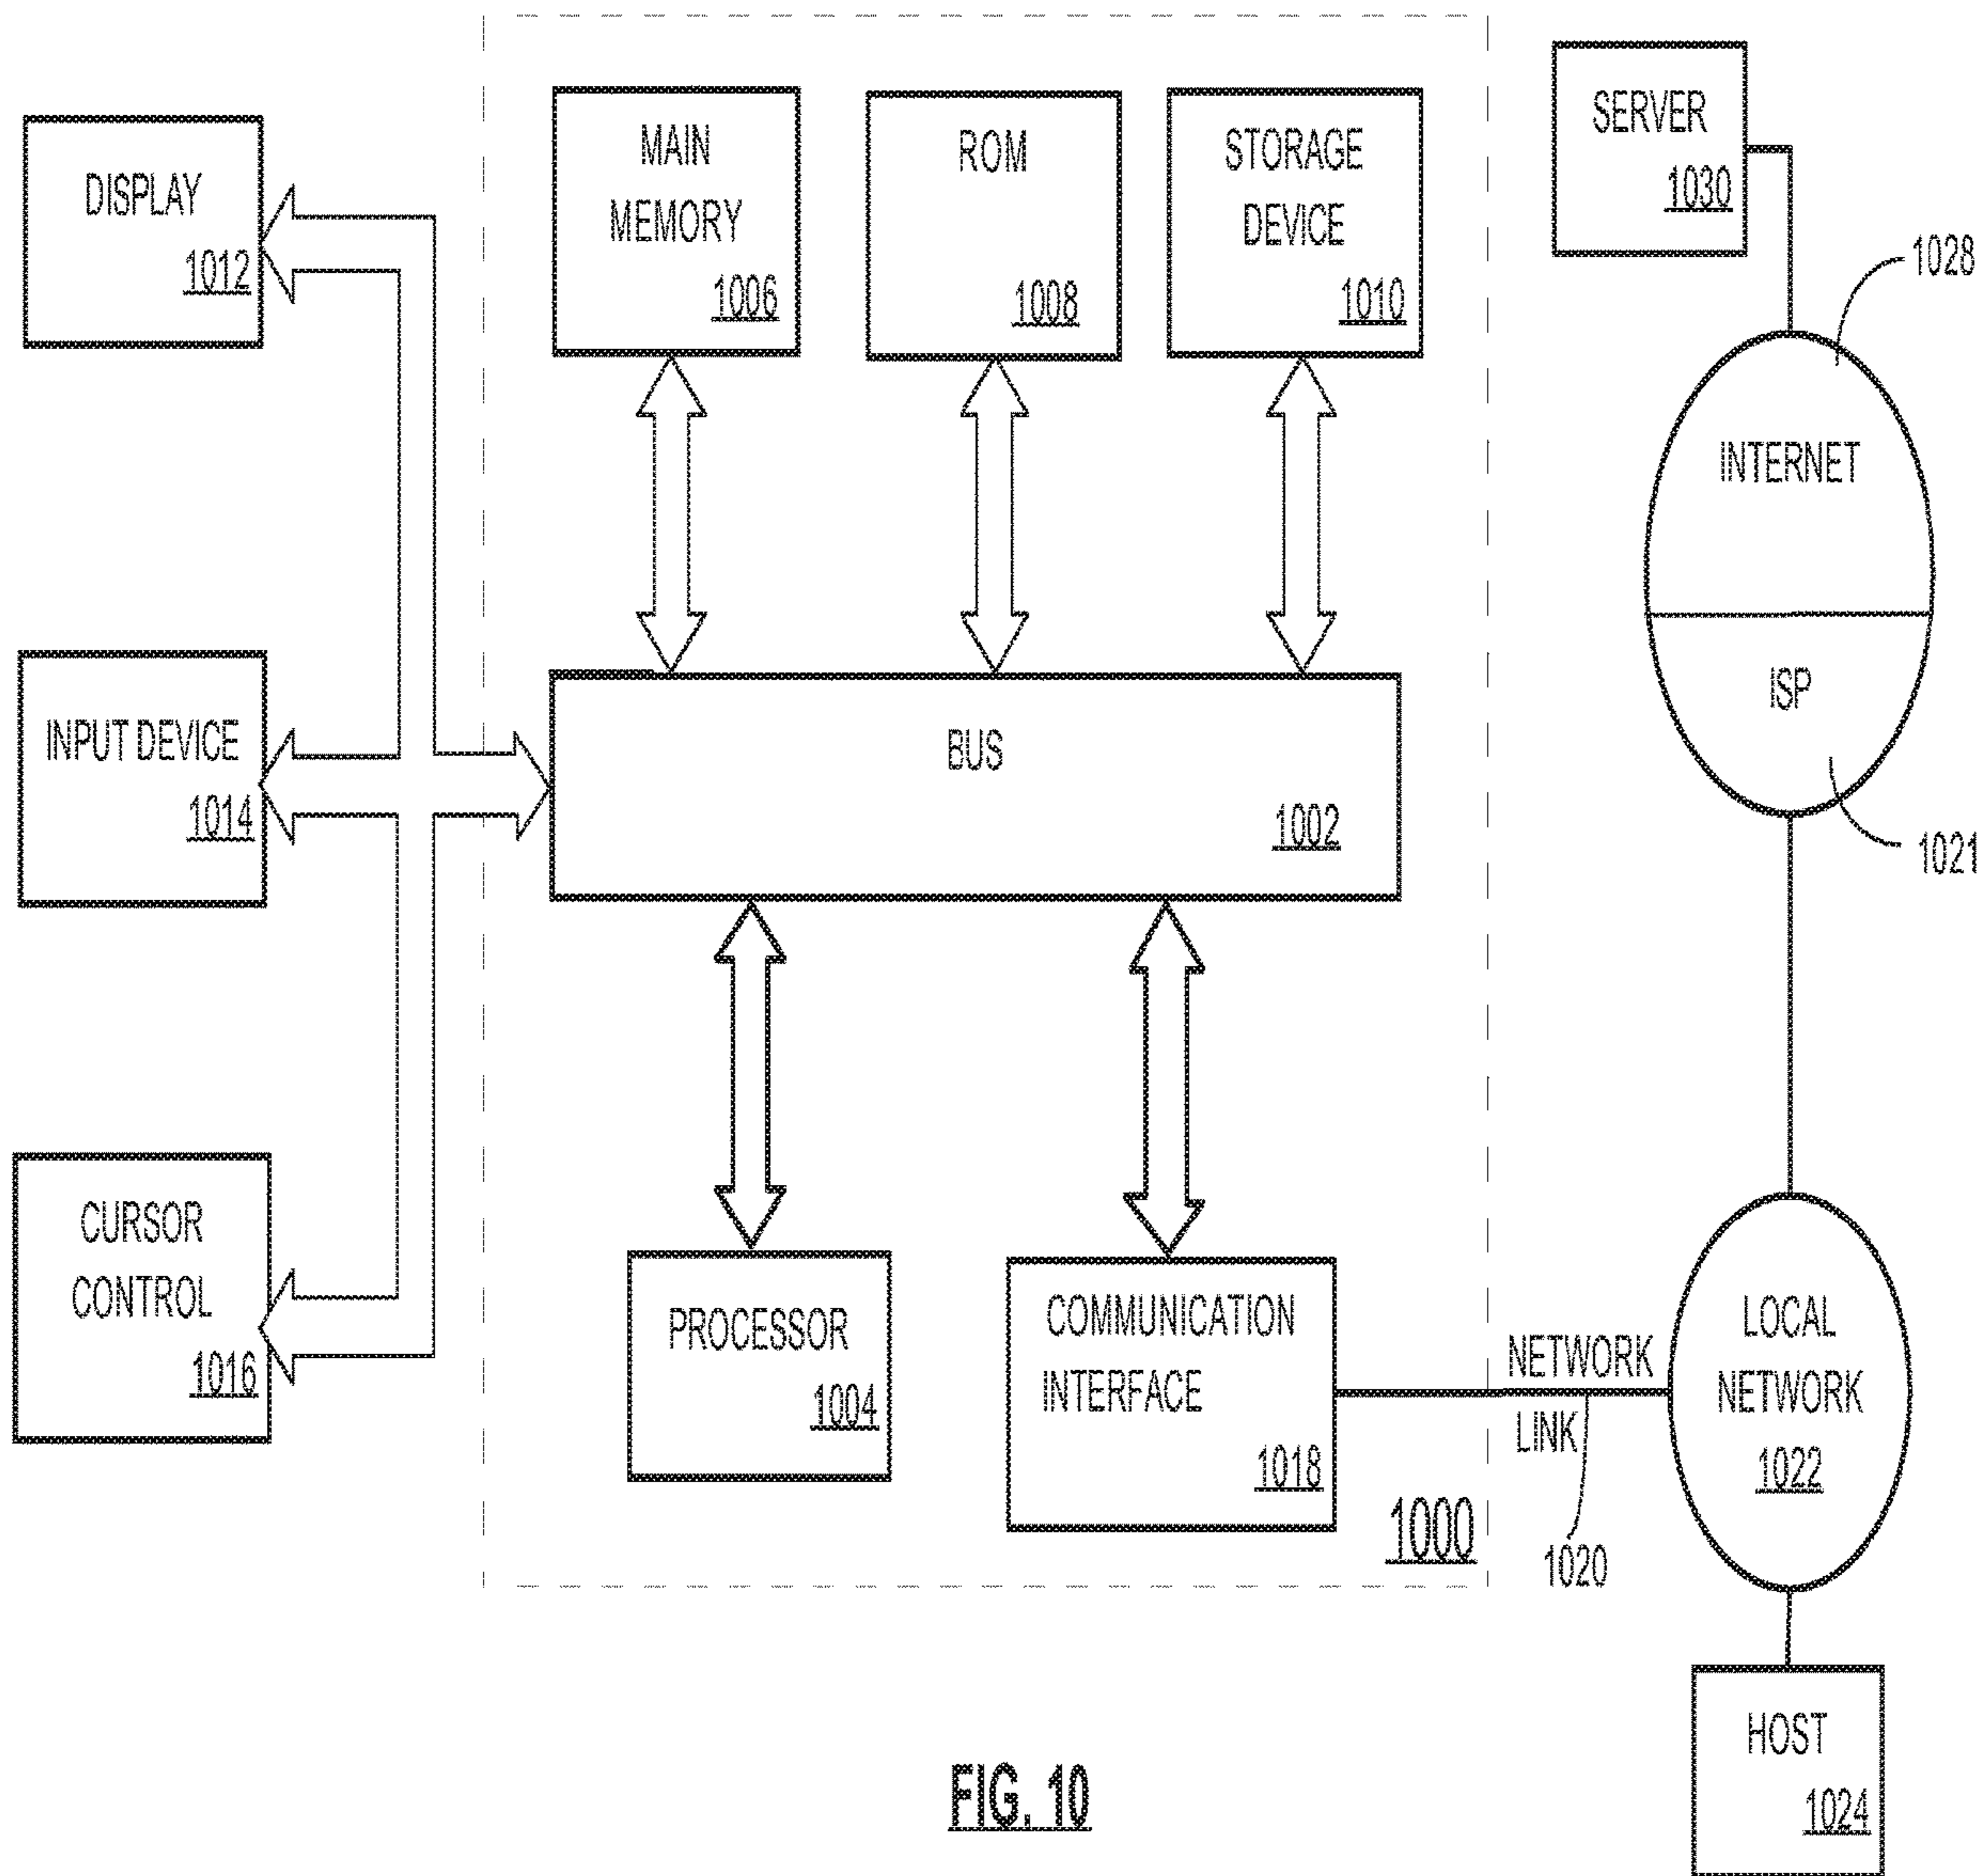 DISPLAY
1012
INPUT DEVICE
1014
CURSOR
CONTROL
1016
MAIN
MEMORY
1006
ROM
1008
STORAGE
DEVICE
1010
BUS
1002
PROCESSOR
1004
COMMUNICATION
INTERFACE
1018
1000
SERVER
1030
1028
INTERNET
ISP
1021
NETWORK
LINK
1020
LOCAL
NETWORK
1022
HOST
1024
FIG. 10